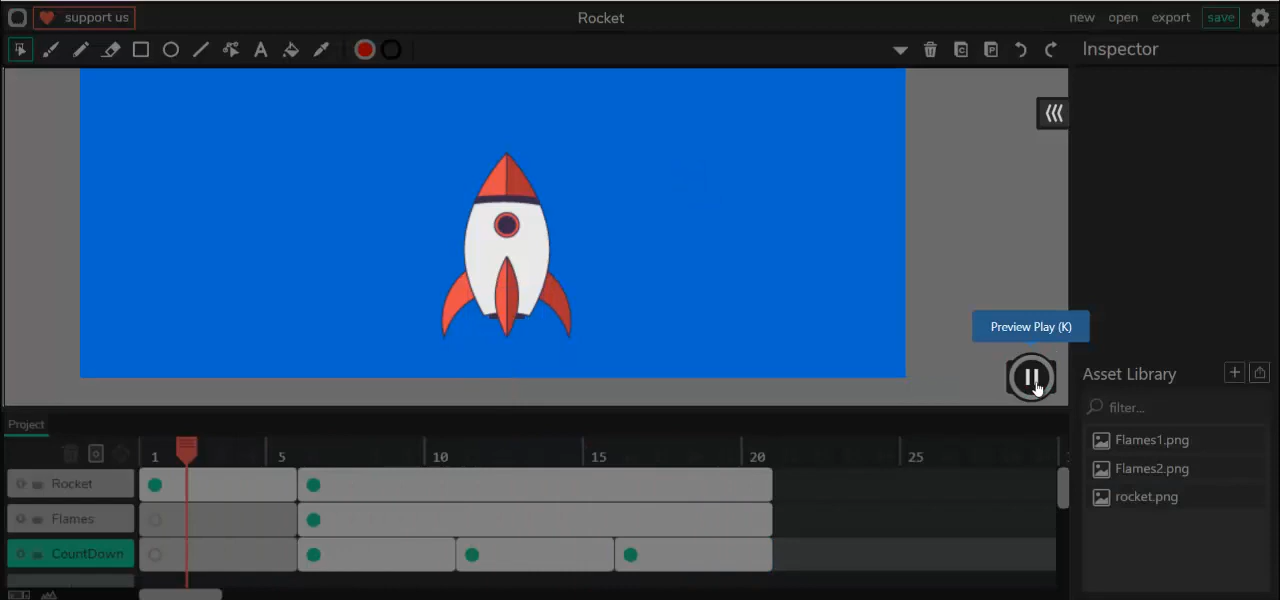 support us
Rocket
new open export save
A
Inspector
C P
Preview Play (K)
Asset Library
filter...
Flames1.png
Flames2.png
rocket.png
Project
1 5 10 15 20 25
Rocket
Flames
CountDown